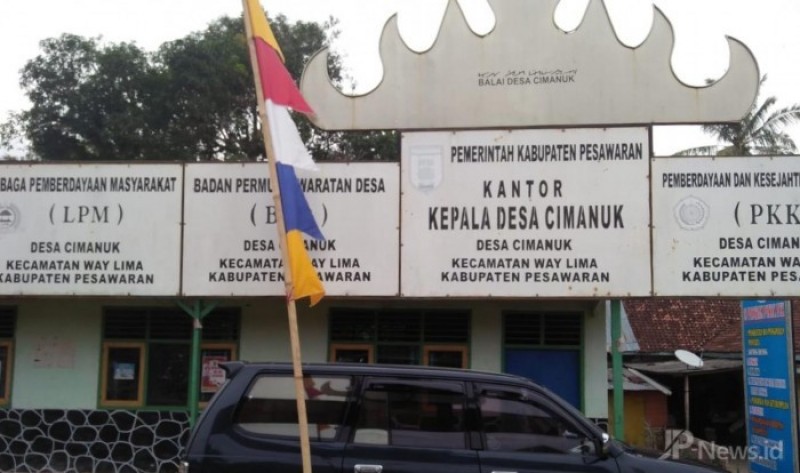 BALAI DESA CIMANUK
BAGA PEMBERDAYAAN MASYARAKAT
(LPM)
DESA CIMANUK
KECAMATAN WAY LIMA
KABUPATEN PESAWARAN
BADAN PERMU WARATAN DESA
(B )
DESA CIMANUK
KECAMATAN WAY LIMA
KABUPATEN PESAWARAN
PEMERINTAH KABUPATEN PESAWARAN
KANTOR
KEPALA DESA CIMANUK
DESA CIMANUK
KECAMATAN WAY LIMA
KABUPATEN PESAWARAN
PEMBERDAYAAN DAN KESEJAHT
(PKK
DESA CIMAN
KECAMATAN WAY L
KABUPATEN PESAW
JP-News.id